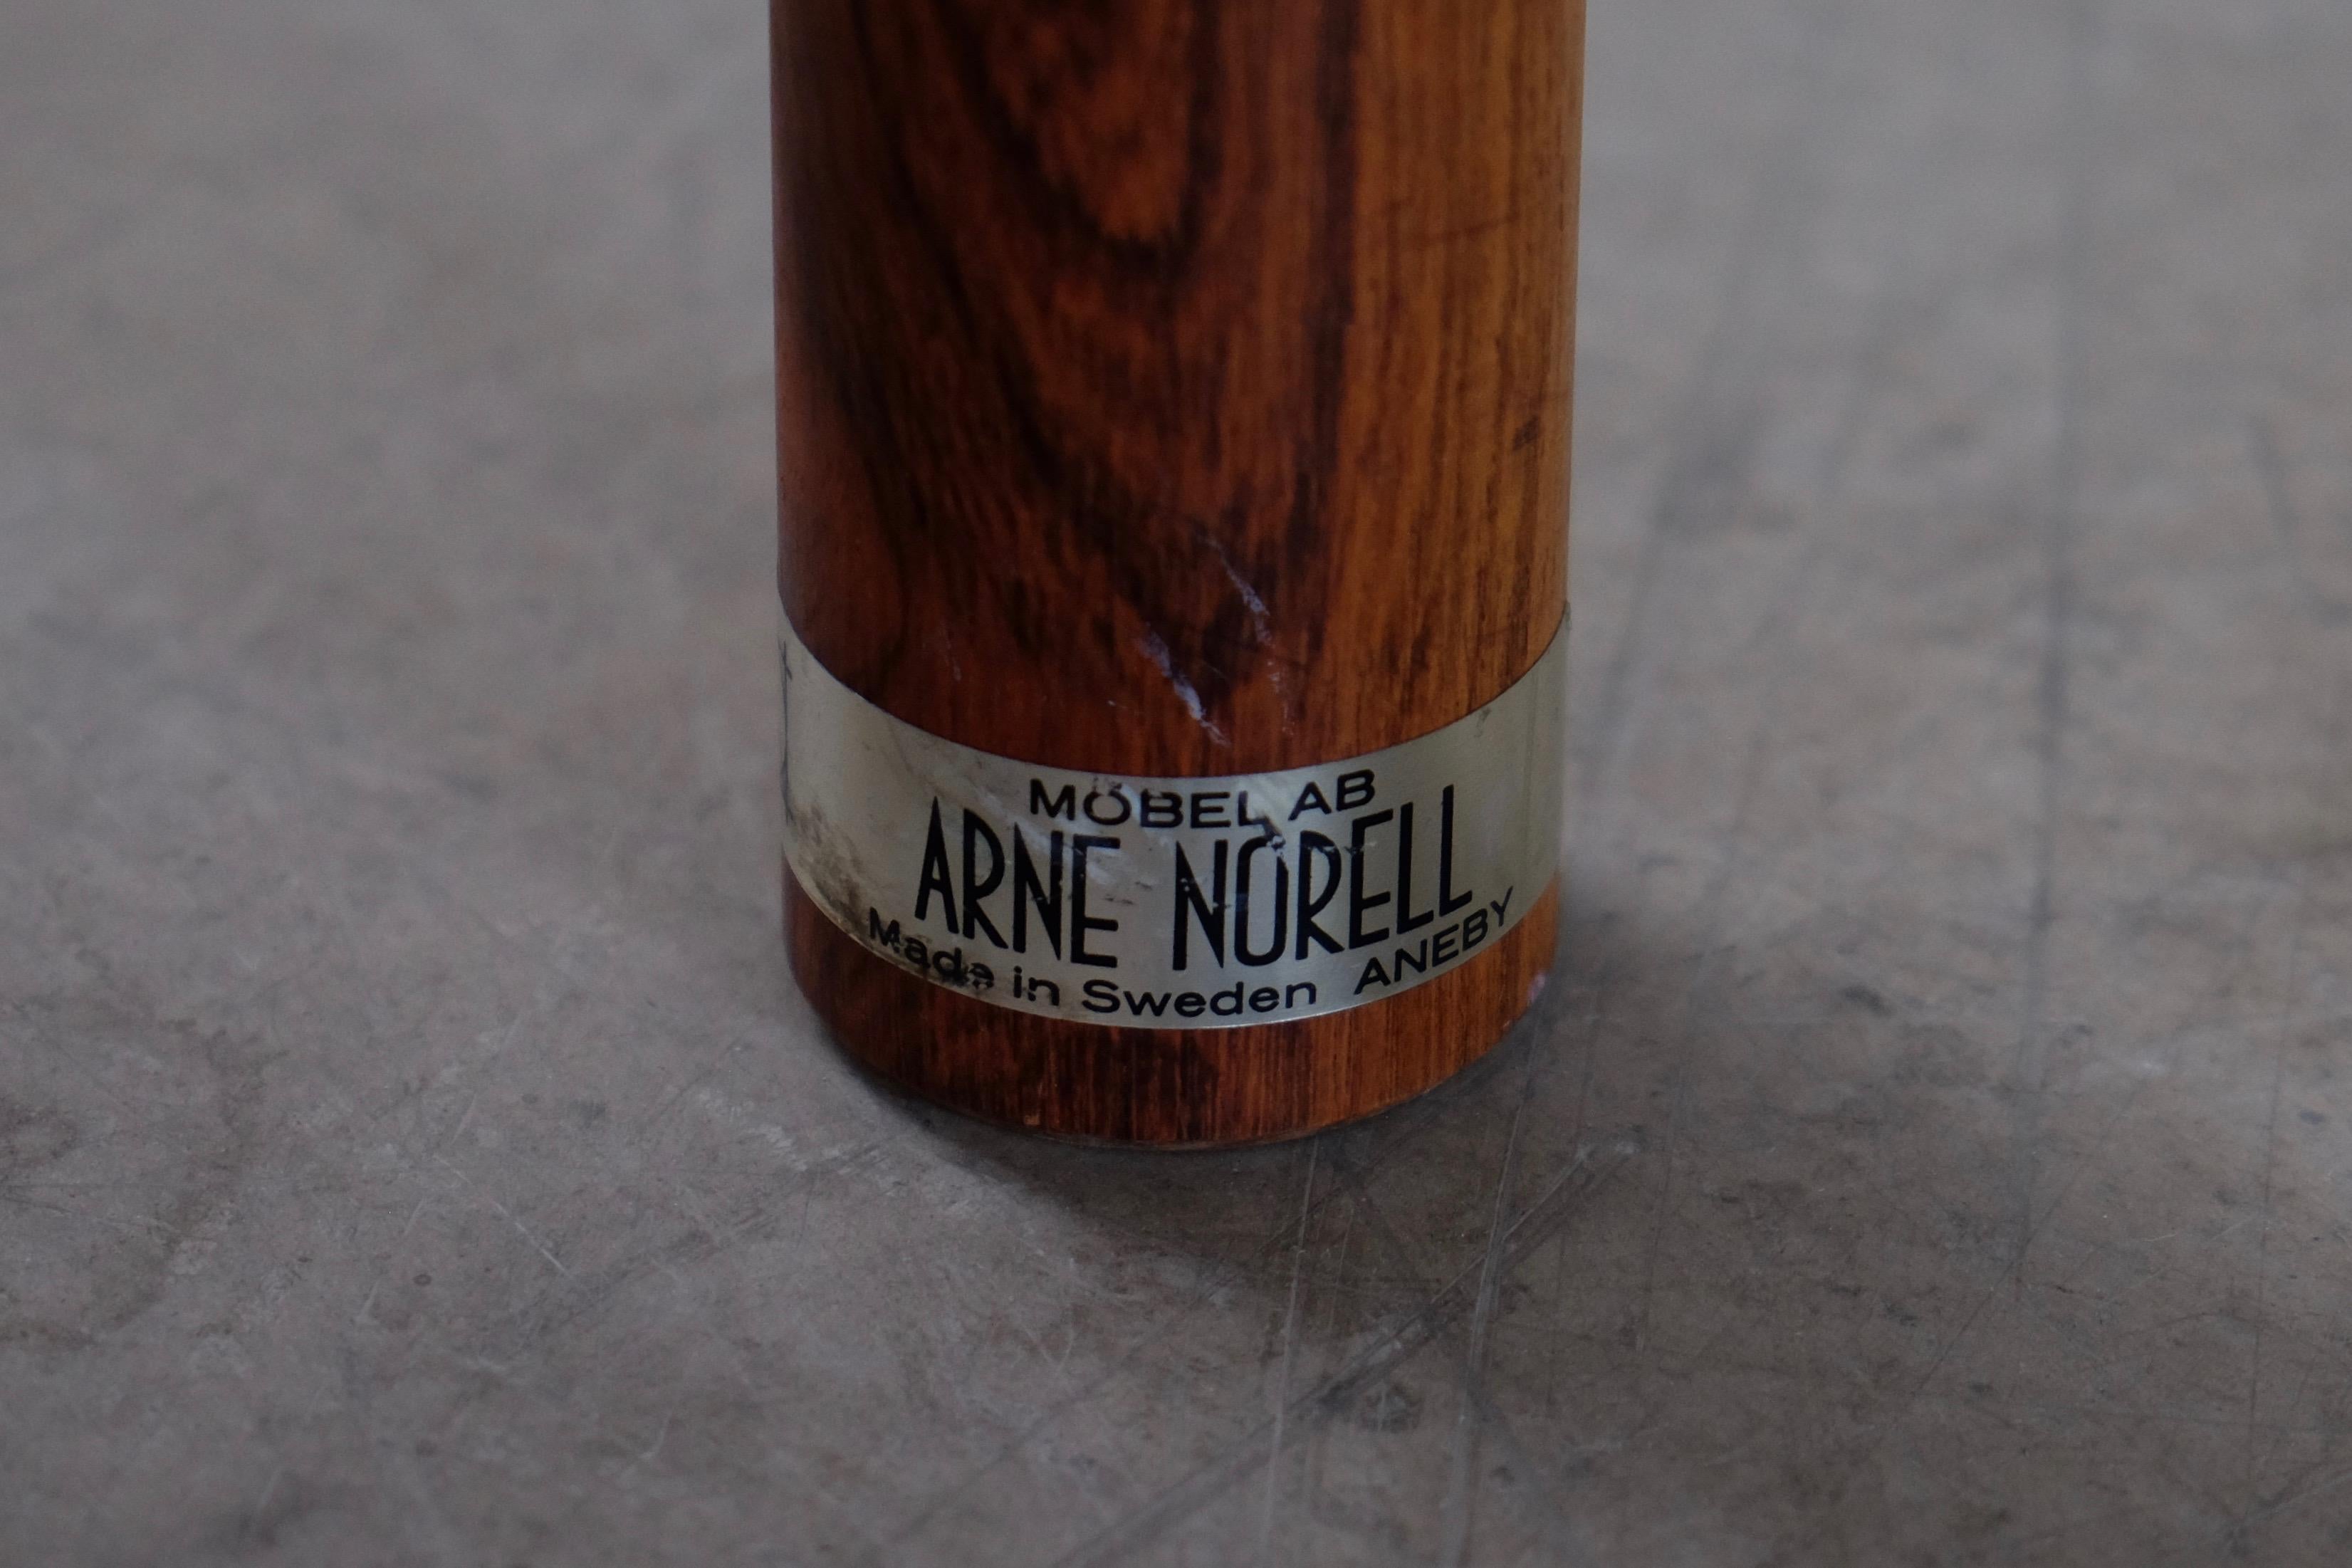 MÖBEL AB
ARNE NORELL
Made in Sweden ANEBY